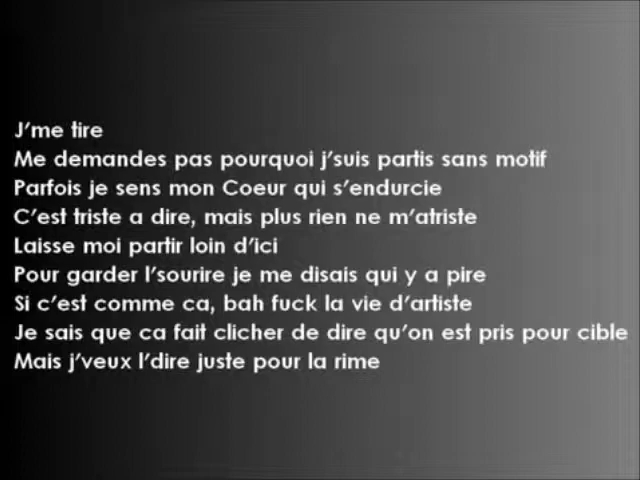 J'me tire
Me demandes pas pourquoi j'suis partis sans motif
Parfois je sens mon Coeur qui s'endurcie
C'est triste a dire, mais plus rien ne m'atriste
Laisse moi partir loin d'ici
Pour garder l'sourire je me disais qui y a pire
Si c'est comme ca, bah fuck la vie d'artiste
Je sais que ca fait clicher de dire qu'on est pris pour cible
Mais j'veux l'dire juste pour la rime